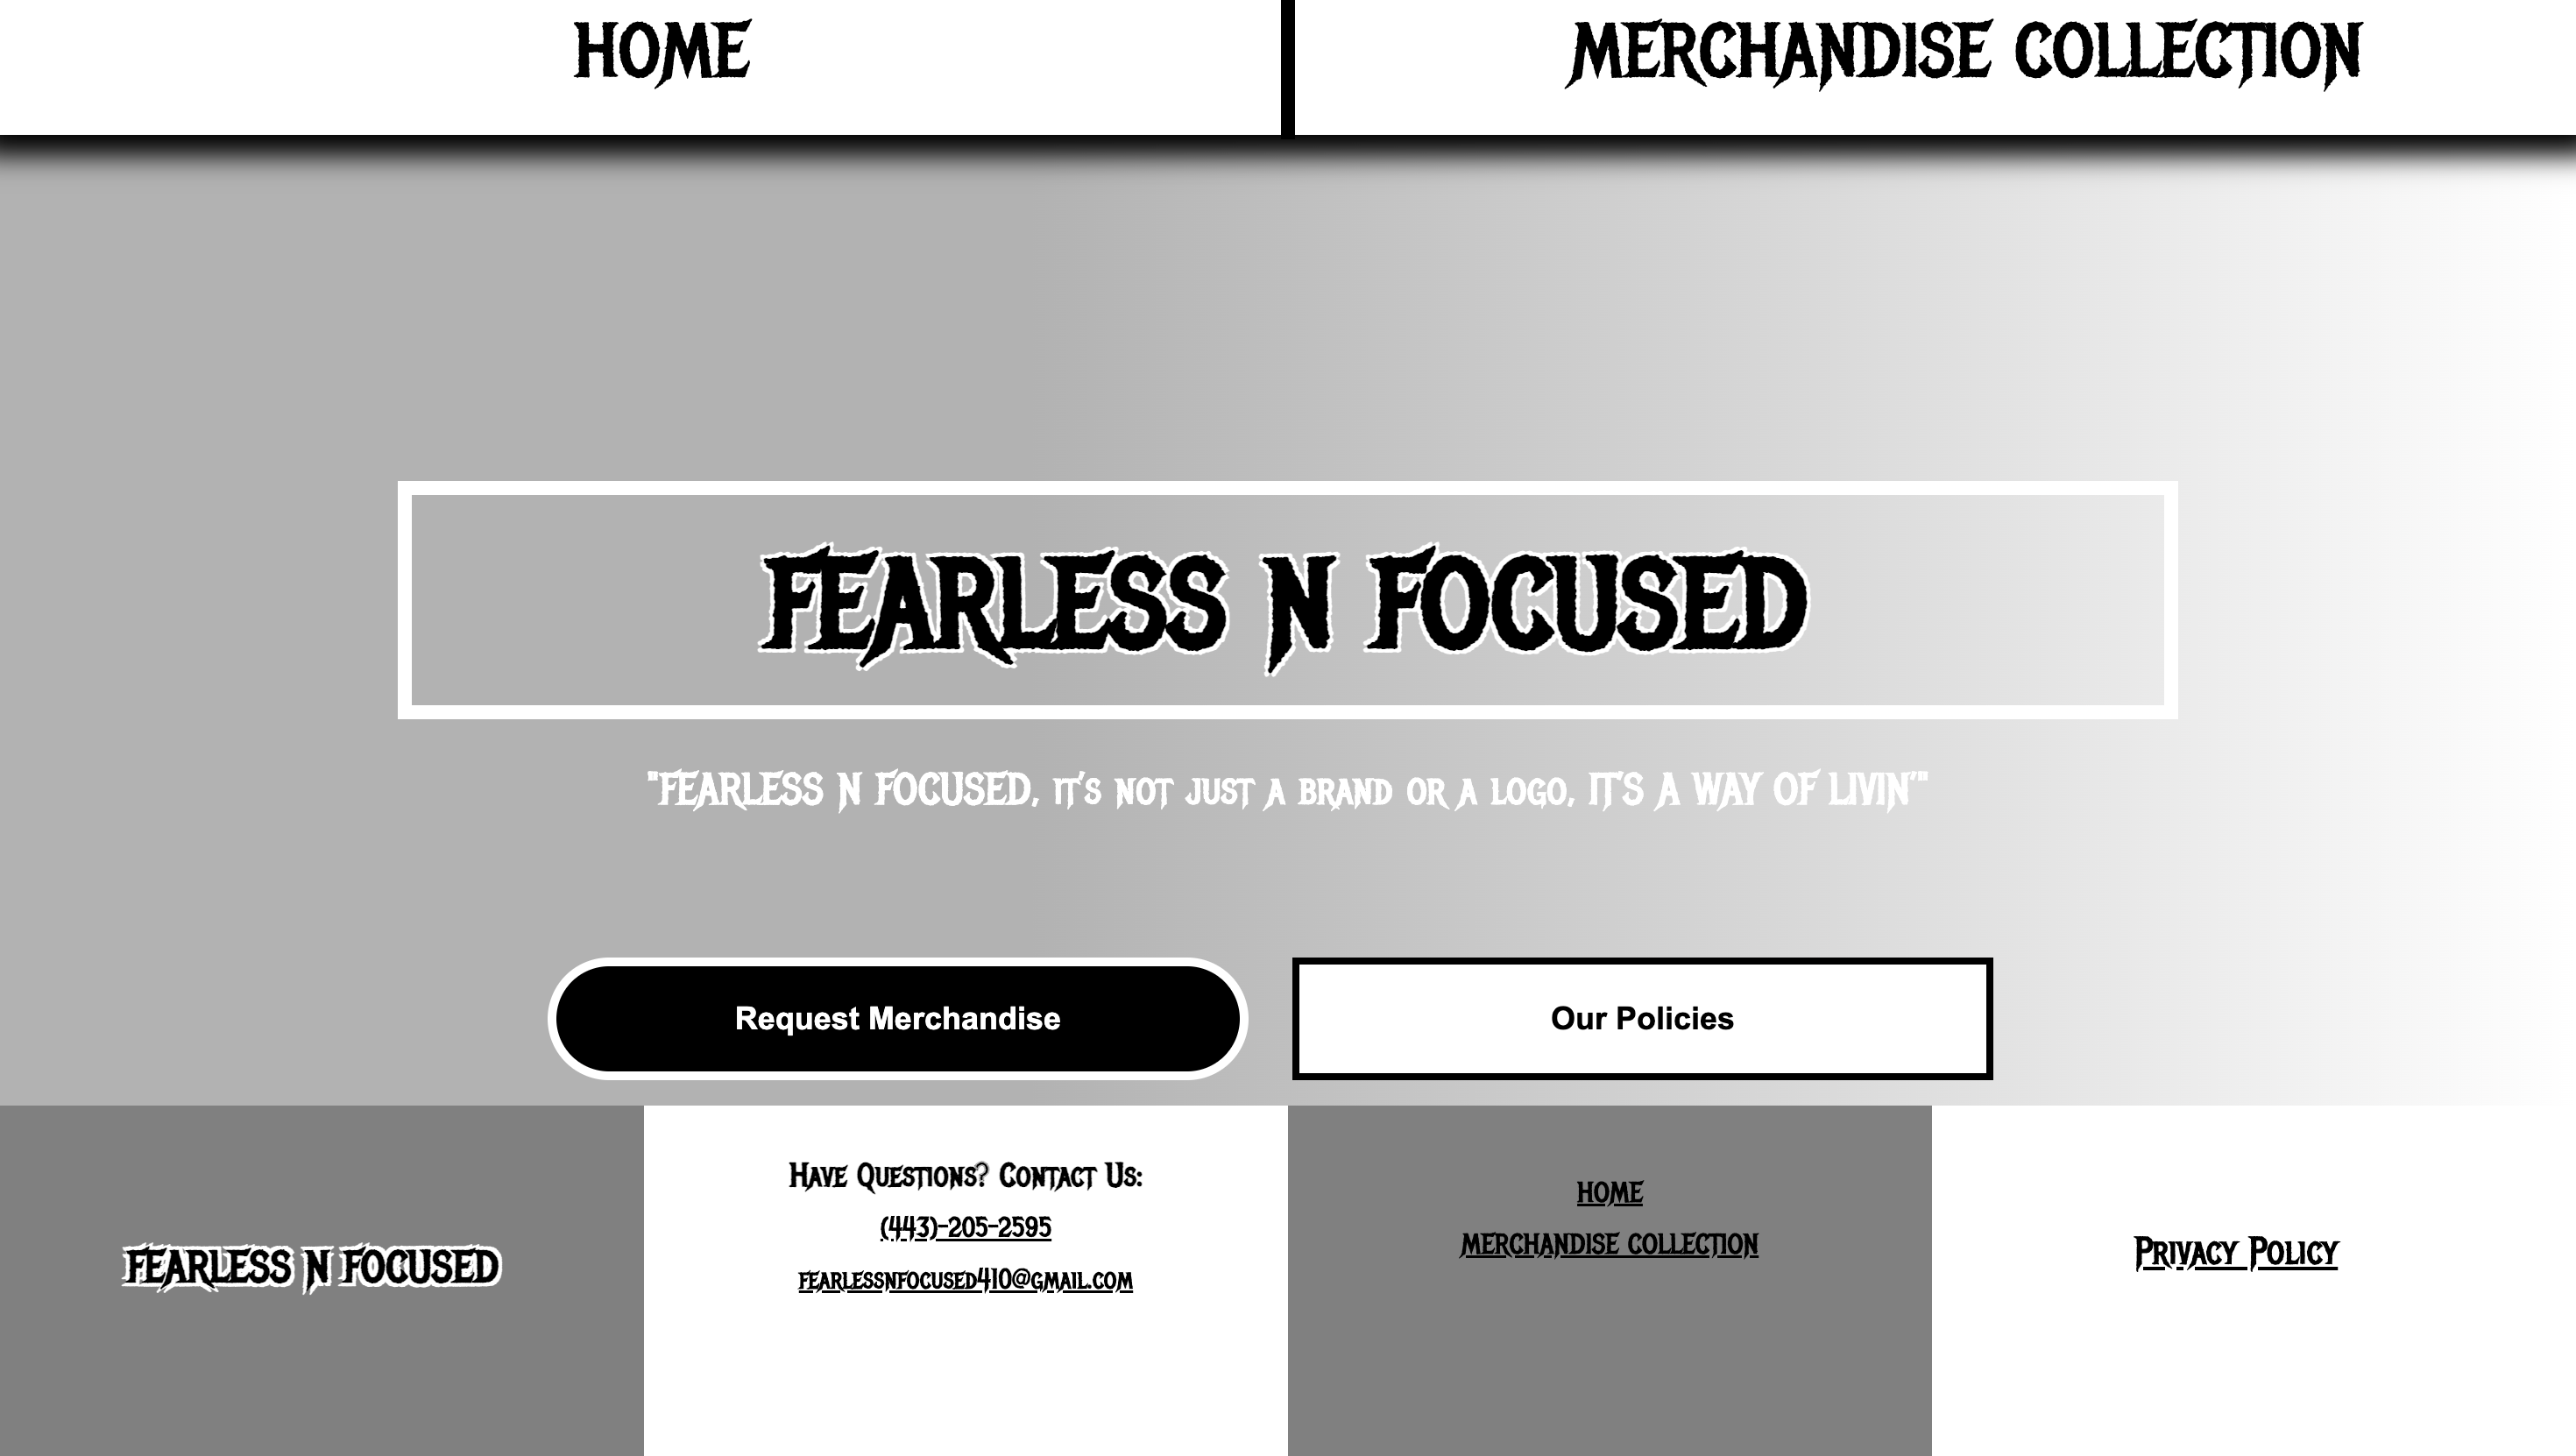 HOME
MERCHANDISE COLLECTION
FEARLESS N FOCUSED
"FEARLESS N FOCUSED, IT'S NOT JUST A BRAND OR A LOGO, IT'S A WAY OF LIVIN'"
Request Merchandise
Our Policies
FEARLESS N FOCUSED
Have Questions? Contact Us:
(443)-205-2595
fearlessnfocused410@gmail.com
HOME
MERCHANDISE COLLECTION
Privacy Policy